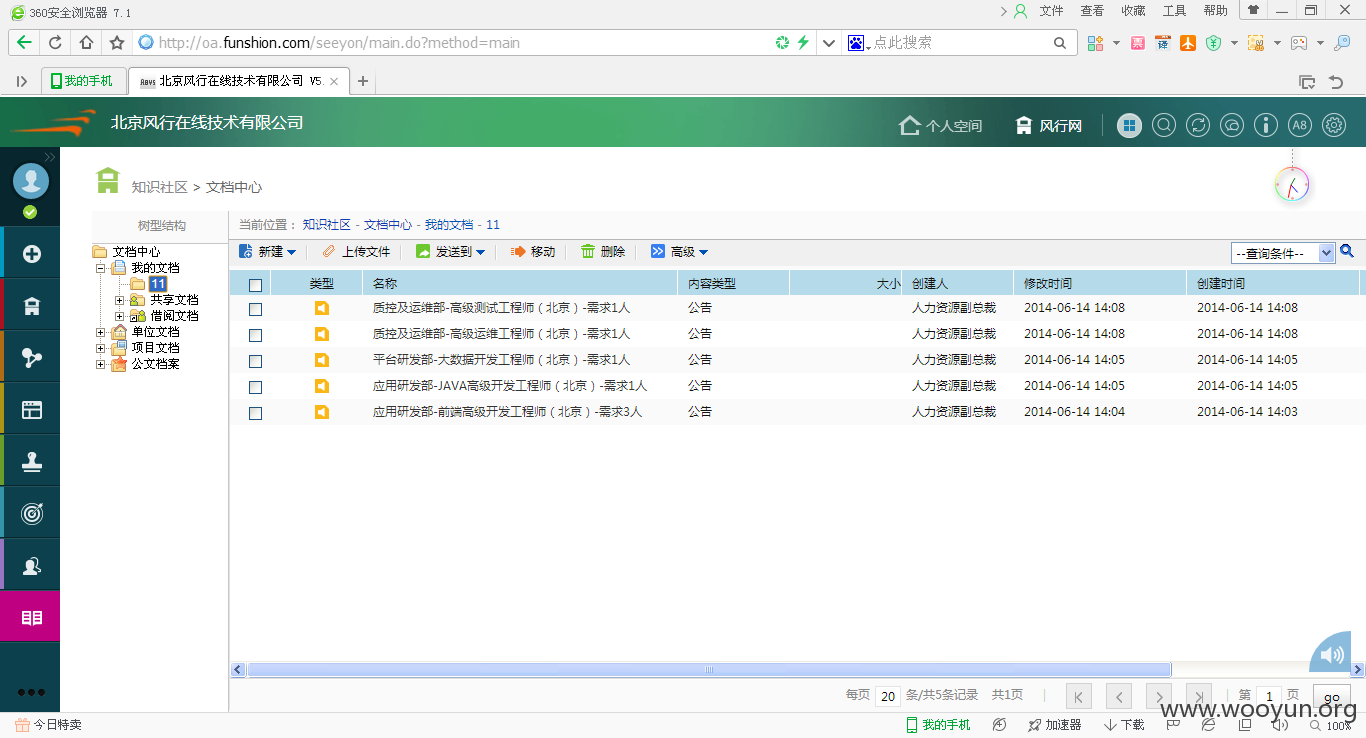 360安全浏览器 7.1
文件 查看 收藏 工具 帮助
http://oa.funshion.com/seeyon/main.do?method=main
点此搜索
我的手机
北京风行在线技术有限公司 V5.
北京风行在线技术有限公司
个人空间
风行网
A8
知识社区 > 文档中心
树型结构
当前位置： 知识社区 - 文档中心 - 我的文档 - 11
文档中心
我的文档
11
共享文档
借阅文档
单位文档
项目文档
公文档案
新建 上传文件 发送到 移动 删除 高级
--查询条件--
类型 名称 内容类型 大小 创建人 修改时间 创建时间
质控及运维部-高级测试工程师（北京）-需求1人 公告 人力资源副总裁 2014-06-14 14:08 2014-06-14 14:08
质控及运维部-高级运维工程师（北京）-需求1人 公告 人力资源副总裁 2014-06-14 14:08 2014-06-14 14:08
平台研发部-大数据开发工程师（北京）-需求1人 公告 人力资源副总裁 2014-06-14 14:05 2014-06-14 14:05
应用研发部-JAVA高级开发工程师（北京）-需求1人 公告 人力资源副总裁 2014-06-14 14:05 2014-06-14 14:05
应用研发部-前端高级开发工程师（北京）-需求3人 公告 人力资源副总裁 2014-06-14 14:04 2014-06-14 14:03
每页 20 条/共5条记录 共1页 第 1 页 go
www.wooyun.org
今日特卖
我的手机 加速器 下载 100%